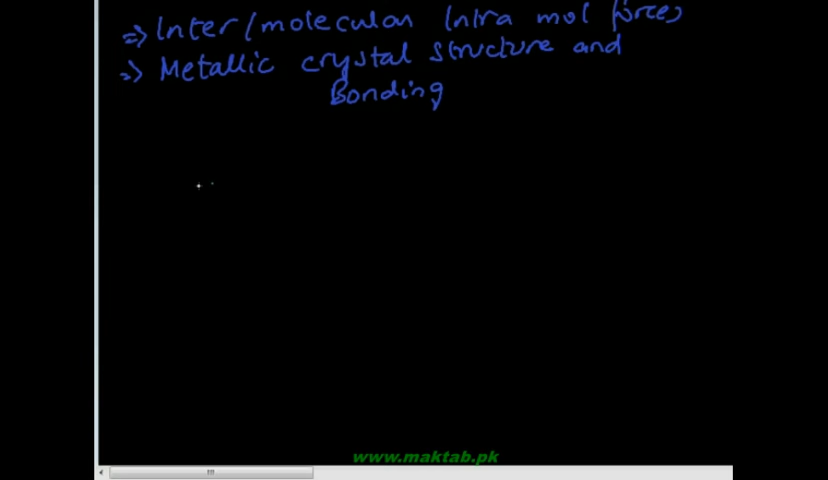 => Inter/molecular Intra mol forces
=> Metallic crystal structure and
Bonding
www.maktab.pk